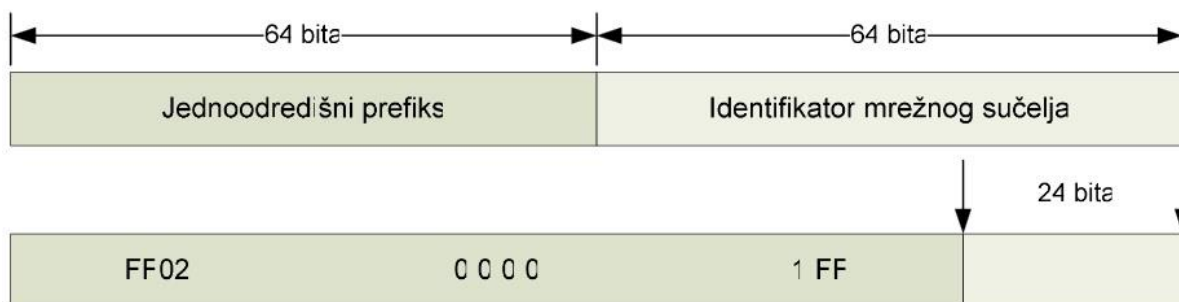 64 bita 64 bita
Jednoodredišni prefiks Identifikator mrežnog sučelja
24 bita
FF02 0 0 0 0 1 FF